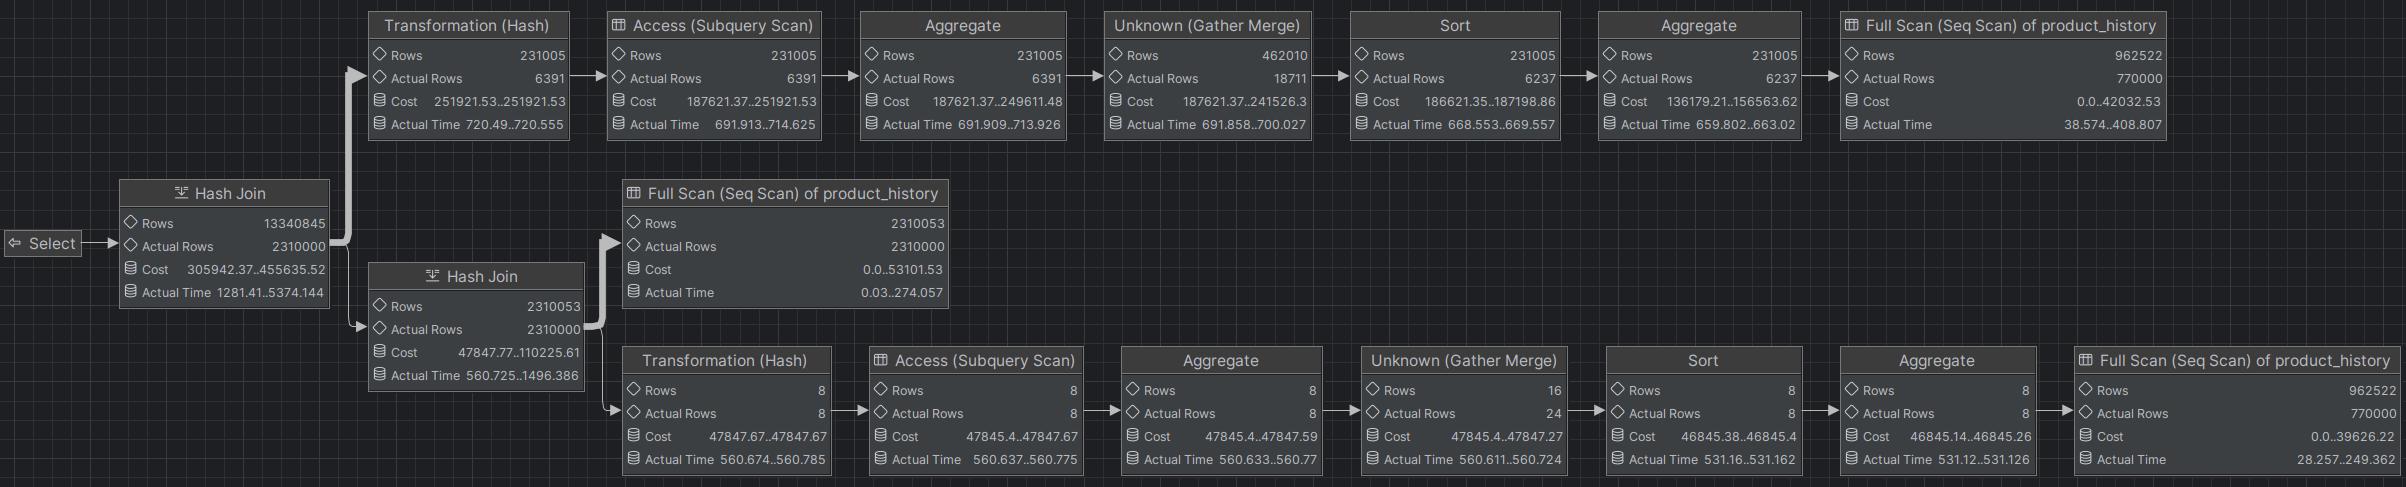 Transformation (Hash)
Rows 231005
Actual Rows 6391
Cost 251921.53..251921.53
Actual Time 720.49..720.555
Access (Subquery Scan)
Rows 231005
Actual Rows 6391
Cost 187621.37..251921.53
Actual Time 691.913..714.625
Aggregate
Rows 231005
Actual Rows 6391
Cost 187621.37..249611.48
Actual Time 691.909..713.926
Unknown (Gather Merge)
Rows 462010
Actual Rows 18711
Cost 187621.37..241526.3
Actual Time 691.858..700.027
Sort
Rows 231005
Actual Rows 6237
Cost 186621.35..187198.86
Actual Time 668.553..669.557
Aggregate
Rows 231005
Actual Rows 6237
Cost 136179.21..156563.62
Actual Time 659.802..663.02
Full Scan (Seq Scan) of product_history
Rows 962522
Actual Rows 770000
Cost 0.0..42032.53
Actual Time 38.574..408.807
Select
Hash Join
Rows 13340845
Actual Rows 2310000
Cost 305942.37..455635.52
Actual Time 1281.41..5374.144
Full Scan (Seq Scan) of product_history
Rows 2310053
Actual Rows 2310000
Cost 0.0..53101.53
Actual Time 0.03..274.057
Hash Join
Rows 2310053
Actual Rows 2310000
Cost 47847.77..110225.61
Actual Time 560.725..1496.386
Transformation (Hash)
Rows 8
Actual Rows 8
Cost 47847.67..47847.67
Actual Time 560.674..560.785
Access (Subquery Scan)
Rows 8
Actual Rows 8
Cost 47845.4..47847.67
Actual Time 560.637..560.775
Aggregate
Rows 8
Actual Rows 8
Cost 47845.4..47847.59
Actual Time 560.633..560.77
Unknown (Gather Merge)
Rows 16
Actual Rows 24
Cost 47845.4..47847.27
Actual Time 560.611..560.724
Sort
Rows 8
Actual Rows 8
Cost 46845.38..46845.4
Actual Time 531.16..531.162
Aggregate
Rows 8
Actual Rows 8
Cost 46845.14..46845.26
Actual Time 531.12..531.126
Full Scan (Seq Scan) of product_history
Rows 962522
Actual Rows 770000
Cost 0.0..39626.22
Actual Time 28.257..249.362